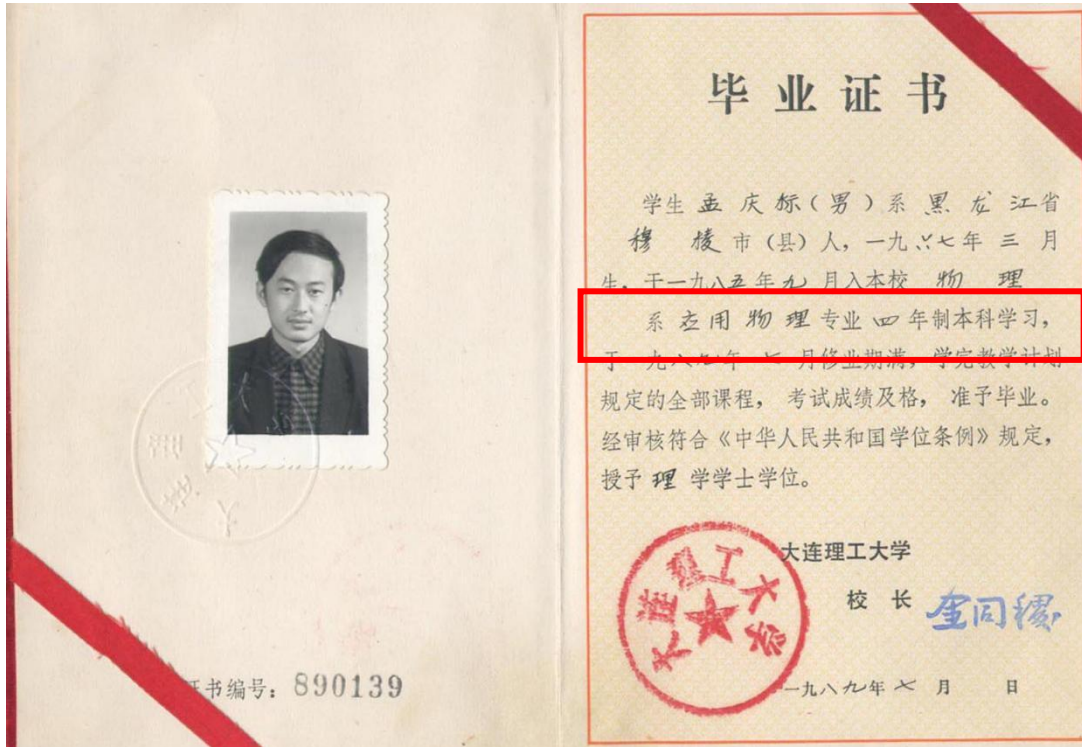 毕业证书
学生 孟庆标（男）系 黑龙江省
穆棱市（县）人，一九六七年 三 月
生，于一九八五年九月入本校 物理
系 应用物理 专业 四 年制本科学习，
于一九八九年 七 月修业期满，学完教学计划
规定的全部课程，考试成绩及格，准予毕业。
经审核符合《中华人民共和国学位条例》规定，
授予 理 学学士学位。
大连理工大学
校长 金同稷
大连理工大学
一九八九年 七 月 日
证书编号：890139